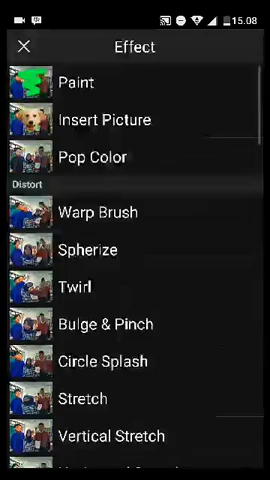 15.08
Effect
Paint
Insert Picture
Pop Color
Distort
Warp Brush
Spherize
Twirl
Bulge & Pinch
Circle Splash
Stretch
Vertical Stretch